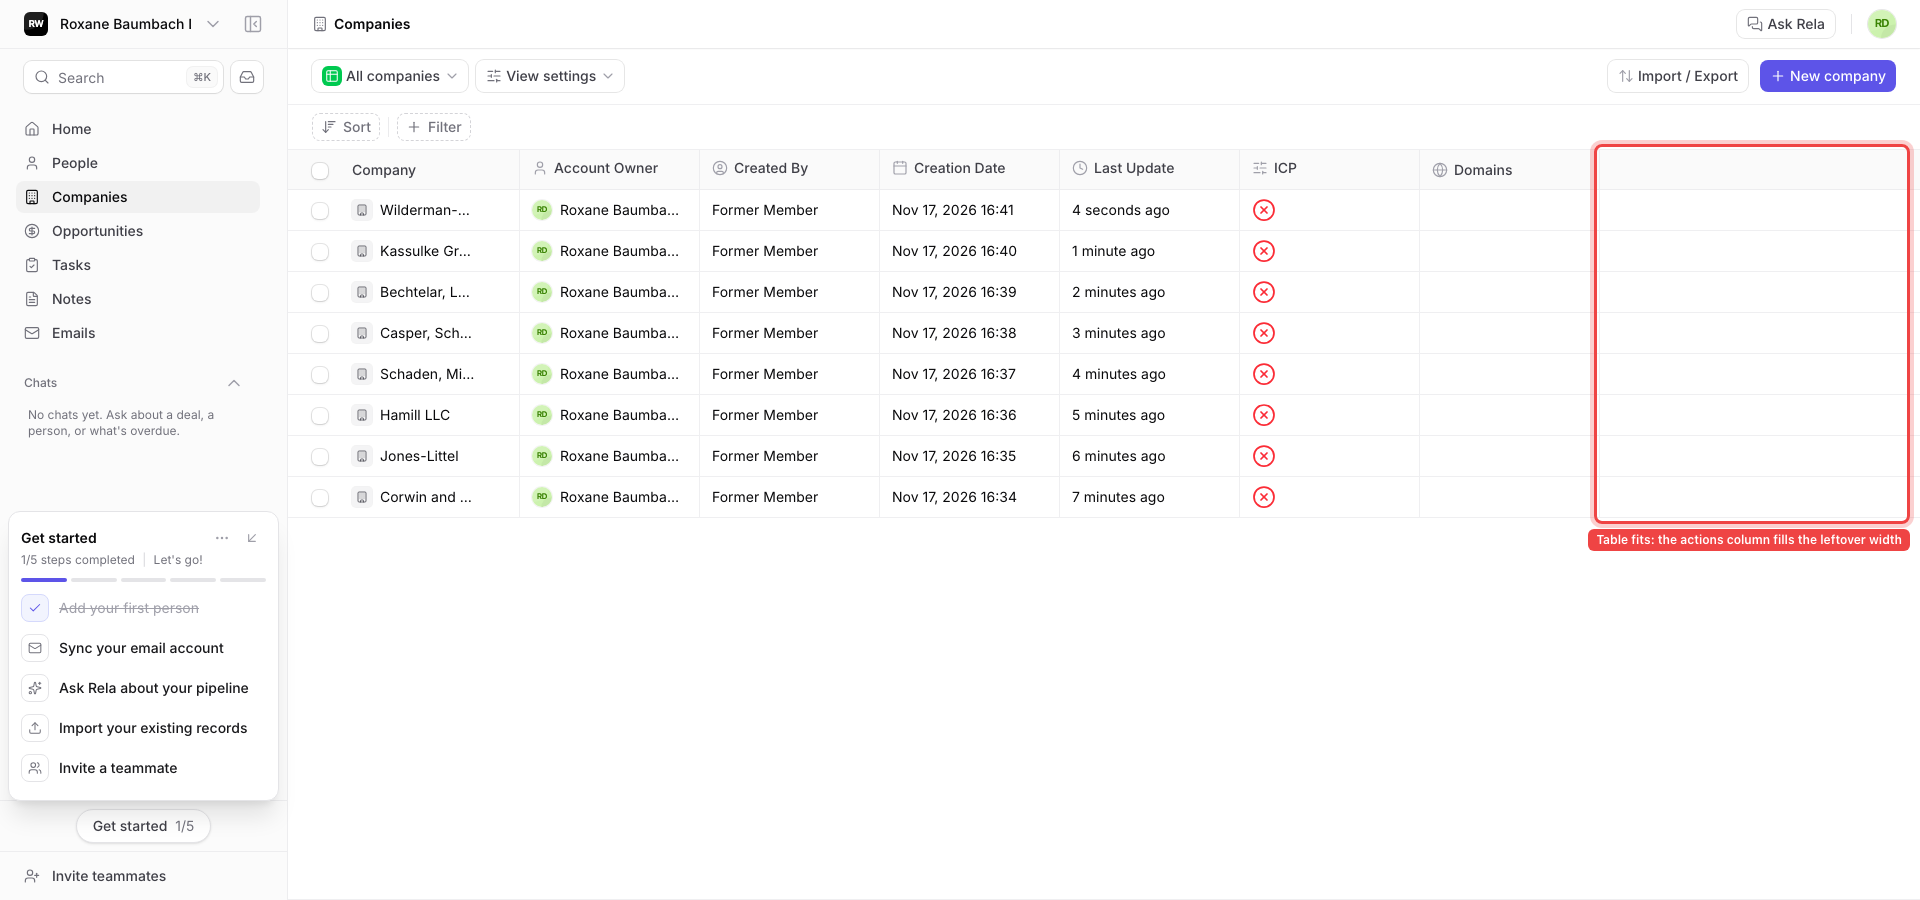 RW Roxane Baumbach I
Search ⌘K
Home
People
Companies
Opportunities
Tasks
Notes
Emails
Chats
No chats yet. Ask about a deal, a
person, or what's overdue.
Get started
1/5 steps completed Let's go!
Add your first person
Sync your email account
Ask Rela about your pipeline
Import your existing records
Invite a teammate
Get started 1/5
Invite teammates
Companies
Ask Rela RD
All companies View settings Import / Export New company
Sort Filter
Company Account Owner Created By Creation Date Last Update ICP Domains
Wilderman-... RD Roxane Baumba... Former Member Nov 17, 2026 16:41 4 seconds ago
Kassulke Gr... RD Roxane Baumba... Former Member Nov 17, 2026 16:40 1 minute ago
Bechtelar, L... RD Roxane Baumba... Former Member Nov 17, 2026 16:39 2 minutes ago
Casper, Sch... RD Roxane Baumba... Former Member Nov 17, 2026 16:38 3 minutes ago
Schaden, Mi... RD Roxane Baumba... Former Member Nov 17, 2026 16:37 4 minutes ago
Hamill LLC RD Roxane Baumba... Former Member Nov 17, 2026 16:36 5 minutes ago
Jones-Littel RD Roxane Baumba... Former Member Nov 17, 2026 16:35 6 minutes ago
Corwin and ... RD Roxane Baumba... Former Member Nov 17, 2026 16:34 7 minutes ago
Table fits: the actions column fills the leftover width